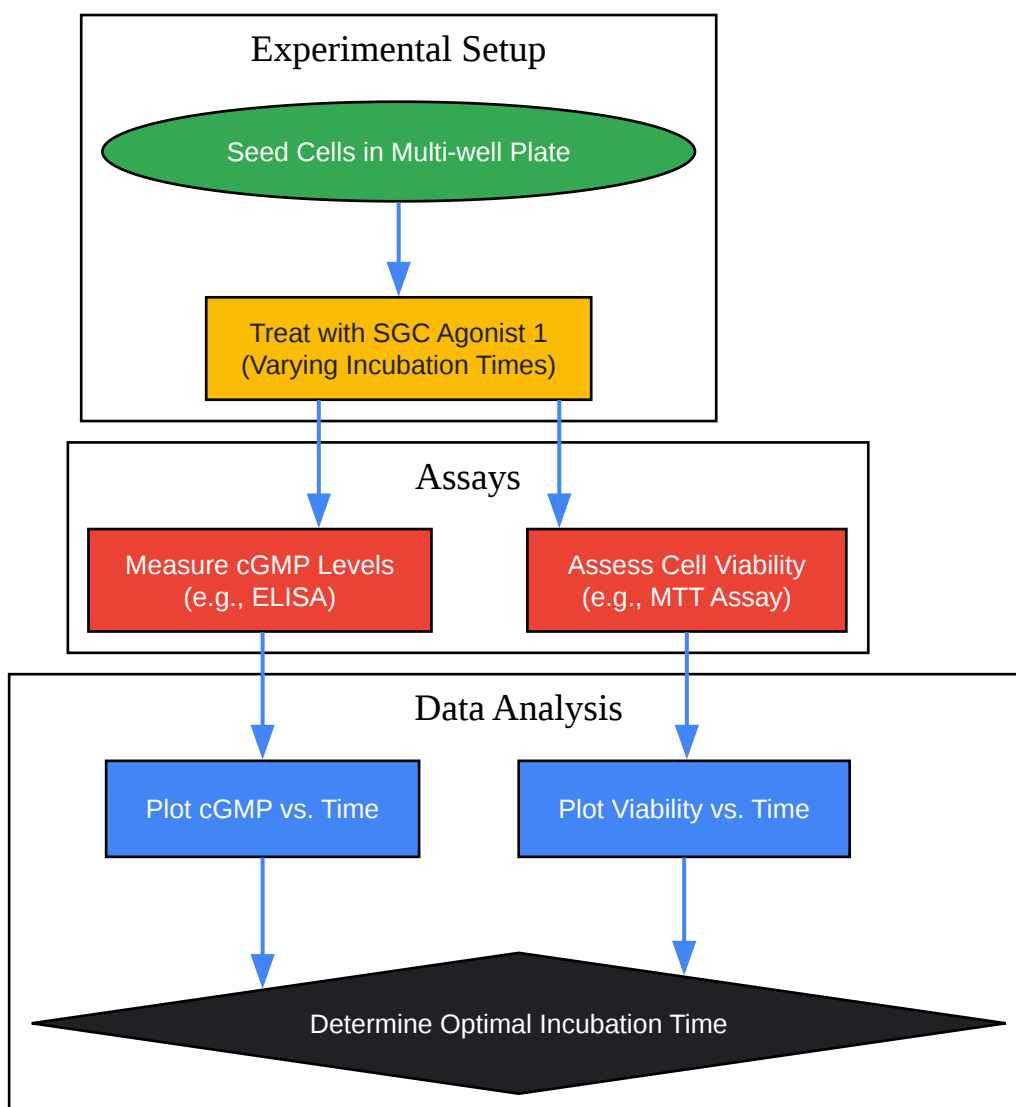 Experimental Setup
Seed Cells in Multi-well Plate
Treat with SGC Agonist 1
(Varying Incubation Times)
Assays
Measure cGMP Levels
(e.g., ELISA)
Assess Cell Viability
(e.g., MTT Assay)
Data Analysis
Plot cGMP vs. Time
Plot Viability vs. Time
Determine Optimal Incubation Time